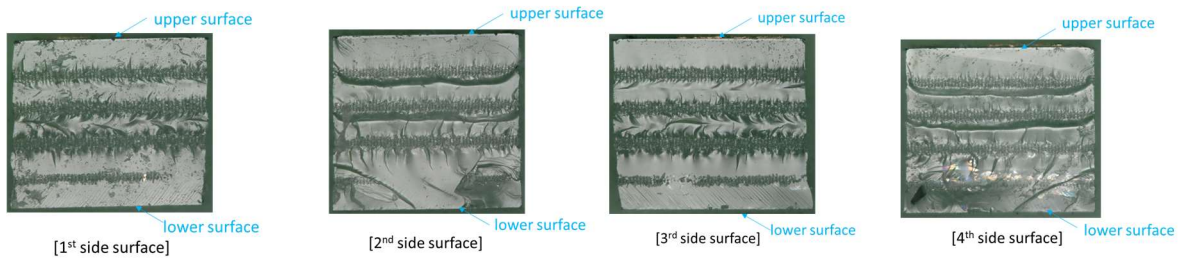 upper surface
upper surface
upper surface
upper surface
lower surface
lower surface
lower surface
lower surface
[1st side surface]
[2nd side surface]
[3rd side surface]
[4th side surface]